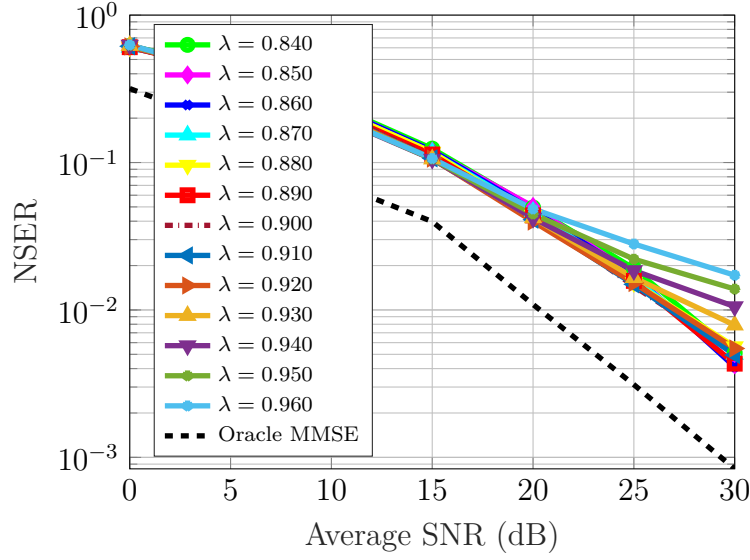 10^0
10^−1
10^−2
10^−3
NSER
λ = 0.840
λ = 0.850
λ = 0.860
λ = 0.870
λ = 0.880
λ = 0.890
λ = 0.900
λ = 0.910
λ = 0.920
λ = 0.930
λ = 0.940
λ = 0.950
λ = 0.960
Oracle MMSE
0 5 10 15 20 25 30
Average SNR (dB)